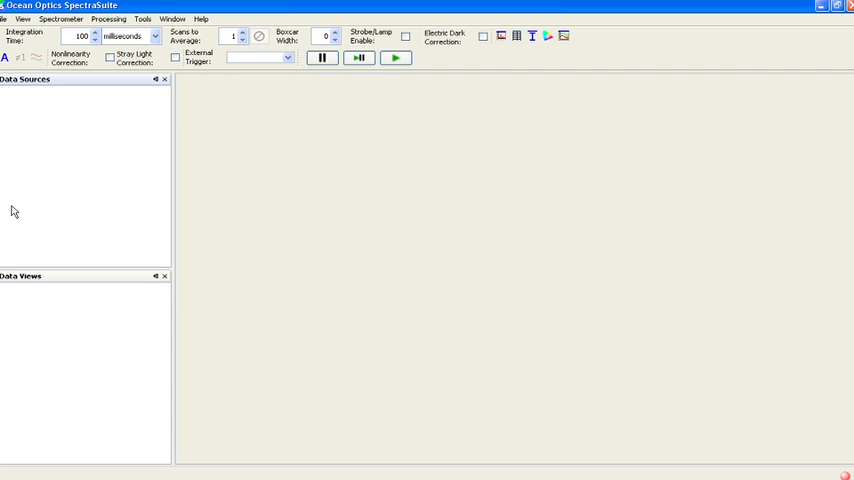 Ocean Optics SpectraSuite
ile View Spectrometer Processing Tools Window Help
Integration Time: 100 milliseconds Scans to Average: 1 Boxcar Width: 0 Strobe/Lamp Enable: Electric Dark Correction:
A ≠1 Nonlinearity Correction: Stray Light Correction: External Trigger:
Data Sources
Data Views